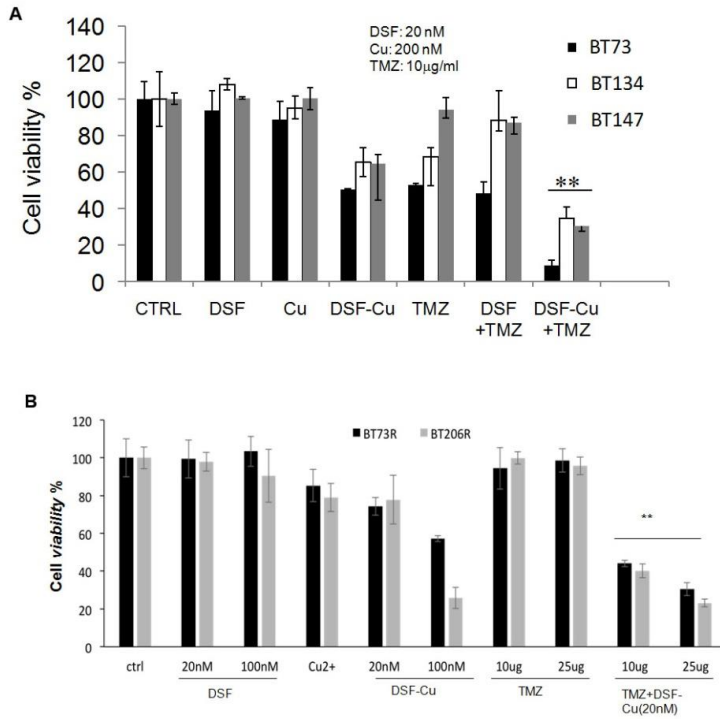 A
140
120
100
80
60
40
20
0
Cell viability %
DSF: 20 nM
Cu: 200 nM
TMZ: 10µg/ml
BT73
BT134
BT147
**
CTRL DSF Cu DSF-Cu TMZ DSF +TMZ DSF-Cu +TMZ
B
120
100
80
60
40
20
0
Cell viability %
BT73R BT206R
**
ctrl 20nM 100nM Cu2+ 20nM 100nM 10ug 25ug 10ug 25ug
DSF DSF-Cu TMZ TMZ+DSF-
Cu(20nM)